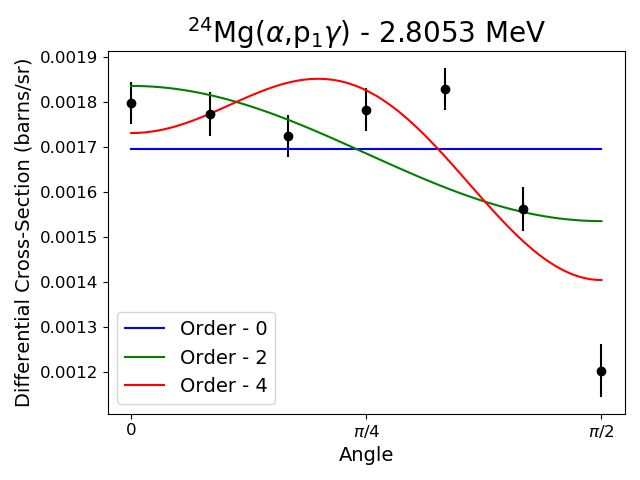 ²⁴Mg(α,p₁γ) - 2.8053 MeV
Differential Cross-Section (barns/sr)
0.0019
0.0018
0.0017
0.0016
0.0015
0.0014
0.0013
0.0012
Order - 0
Order - 2
Order - 4
0 π/4 π/2
Angle